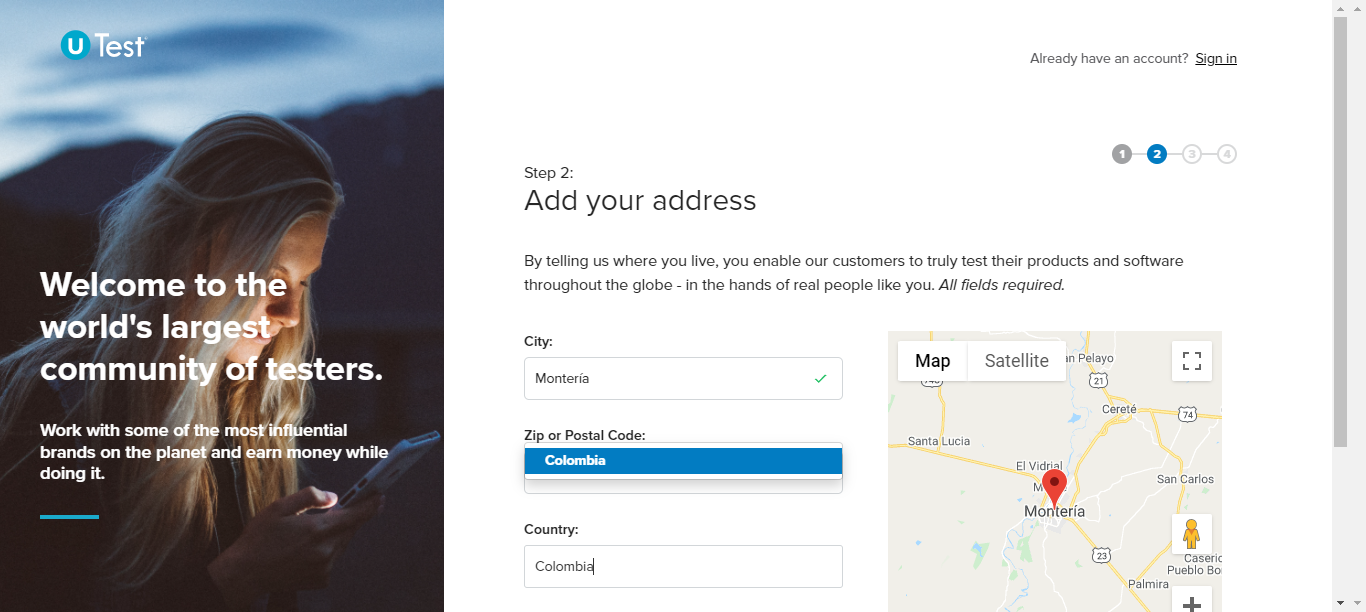 U Test
Already have an account? Sign in
1 2 3 4
Step 2:
Add your address
Welcome to the
world's largest
community of testers.
Work with some of the most influential
brands on the planet and earn money while
doing it.
By telling us where you live, you enable our customers to truly test their products and software
throughout the globe - in the hands of real people like you. All fields required.
City:
Montería
Zip or Postal Code:
Colombia
Country:
Colombia
Map Satellite
21
Cereté
74
Santa Lucia
El Vidrial
San Carlos
Montería
23
Pueblo Bo
Palmira